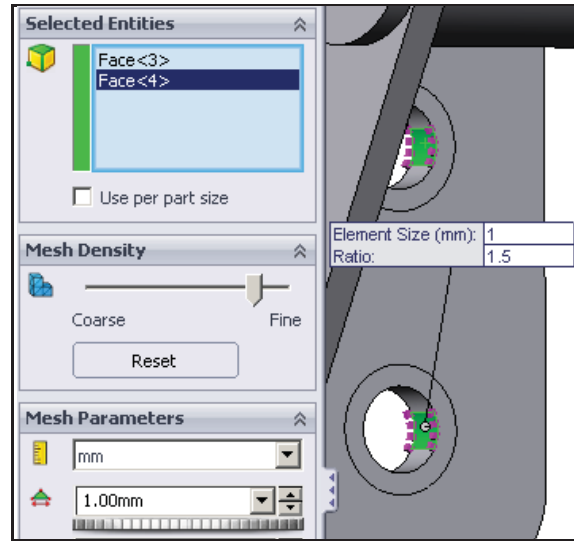 Selected Entities
Face<3>
Face<4>
Use per part size
Mesh Density
Coarse Fine
Reset
Mesh Parameters
mm
1.00mm
Element Size (mm): 1
Ratio: 1.5